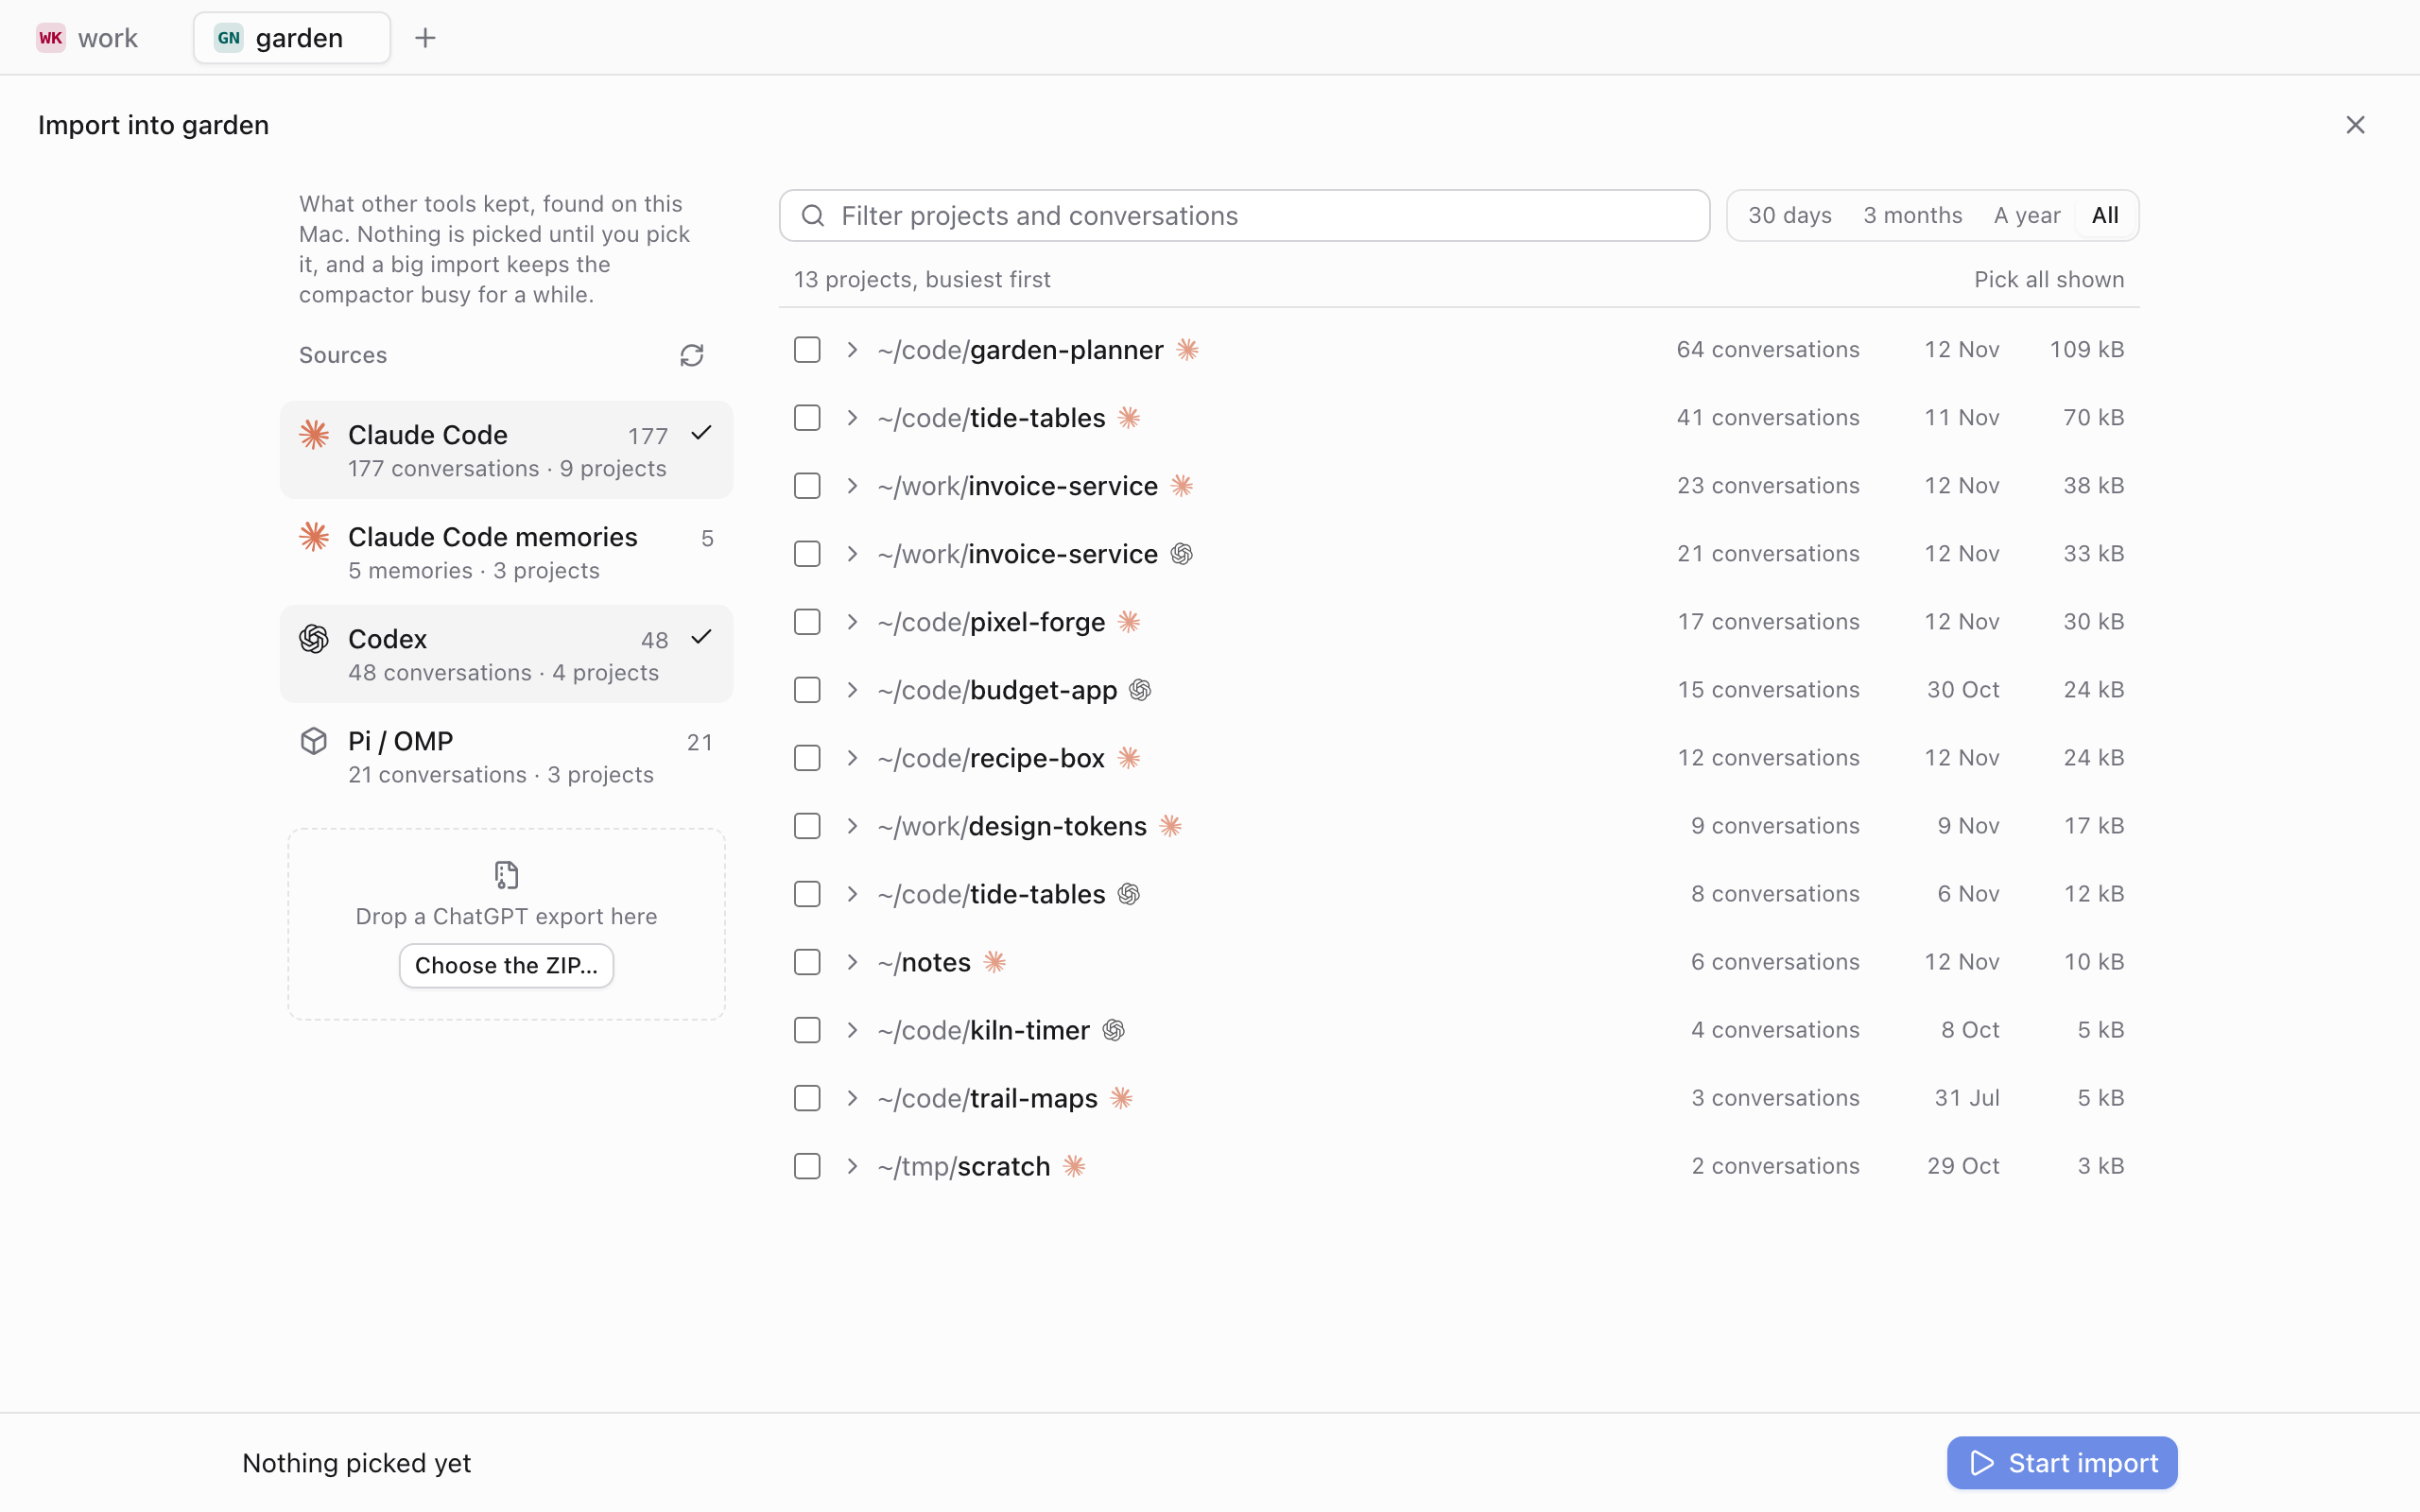 WK work
GN garden
Import into garden
What other tools kept, found on this
Mac. Nothing is picked until you pick
it, and a big import keeps the
compactor busy for a while.
Sources
Claude Code 177
177 conversations · 9 projects
Claude Code memories 5
5 memories · 3 projects
Codex 48
48 conversations · 4 projects
Pi / OMP 21
21 conversations · 3 projects
Drop a ChatGPT export here
Choose the ZIP...
Filter projects and conversations
30 days 3 months A year All
13 projects, busiest first Pick all shown
~/code/garden-planner 64 conversations 12 Nov 109 kB
~/code/tide-tables 41 conversations 11 Nov 70 kB
~/work/invoice-service 23 conversations 12 Nov 38 kB
~/work/invoice-service 21 conversations 12 Nov 33 kB
~/code/pixel-forge 17 conversations 12 Nov 30 kB
~/code/budget-app 15 conversations 30 Oct 24 kB
~/code/recipe-box 12 conversations 12 Nov 24 kB
~/work/design-tokens 9 conversations 9 Nov 17 kB
~/code/tide-tables 8 conversations 6 Nov 12 kB
~/notes 6 conversations 12 Nov 10 kB
~/code/kiln-timer 4 conversations 8 Oct 5 kB
~/code/trail-maps 3 conversations 31 Jul 5 kB
~/tmp/scratch 2 conversations 29 Oct 3 kB
Nothing picked yet
Start import